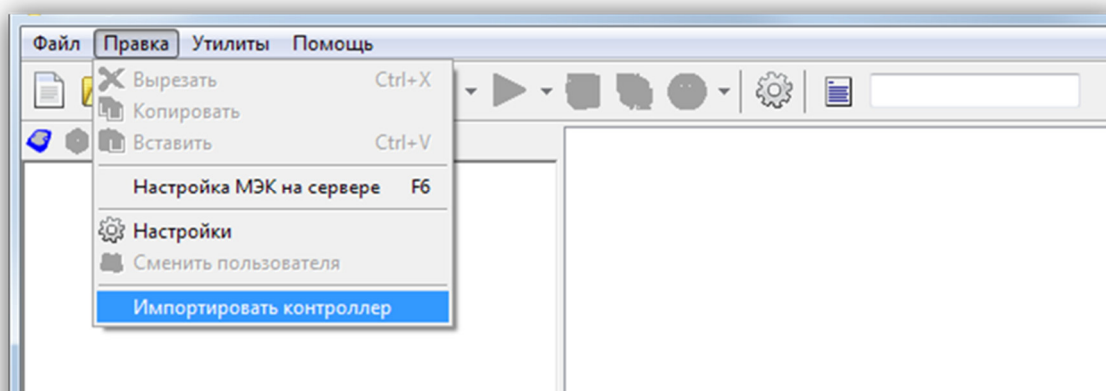 Файл Правка Утилиты Помощь
Вырезать Ctrl+X
Копировать
Вставить Ctrl+V
Настройка МЭК на сервере F6
Настройки
Сменить пользователя
Импортировать контроллер